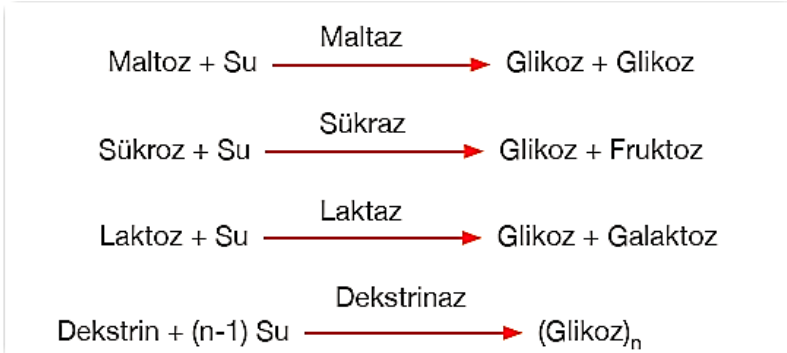 Maltaz
Maltoz + Su Glikoz + Glikoz
Sükraz
Sükroz + Su Glikoz + Fruktoz
Laktaz
Laktoz + Su Glikoz + Galaktoz
Dekstrinaz
Dekstrin + (n-1) Su (Glikoz)n